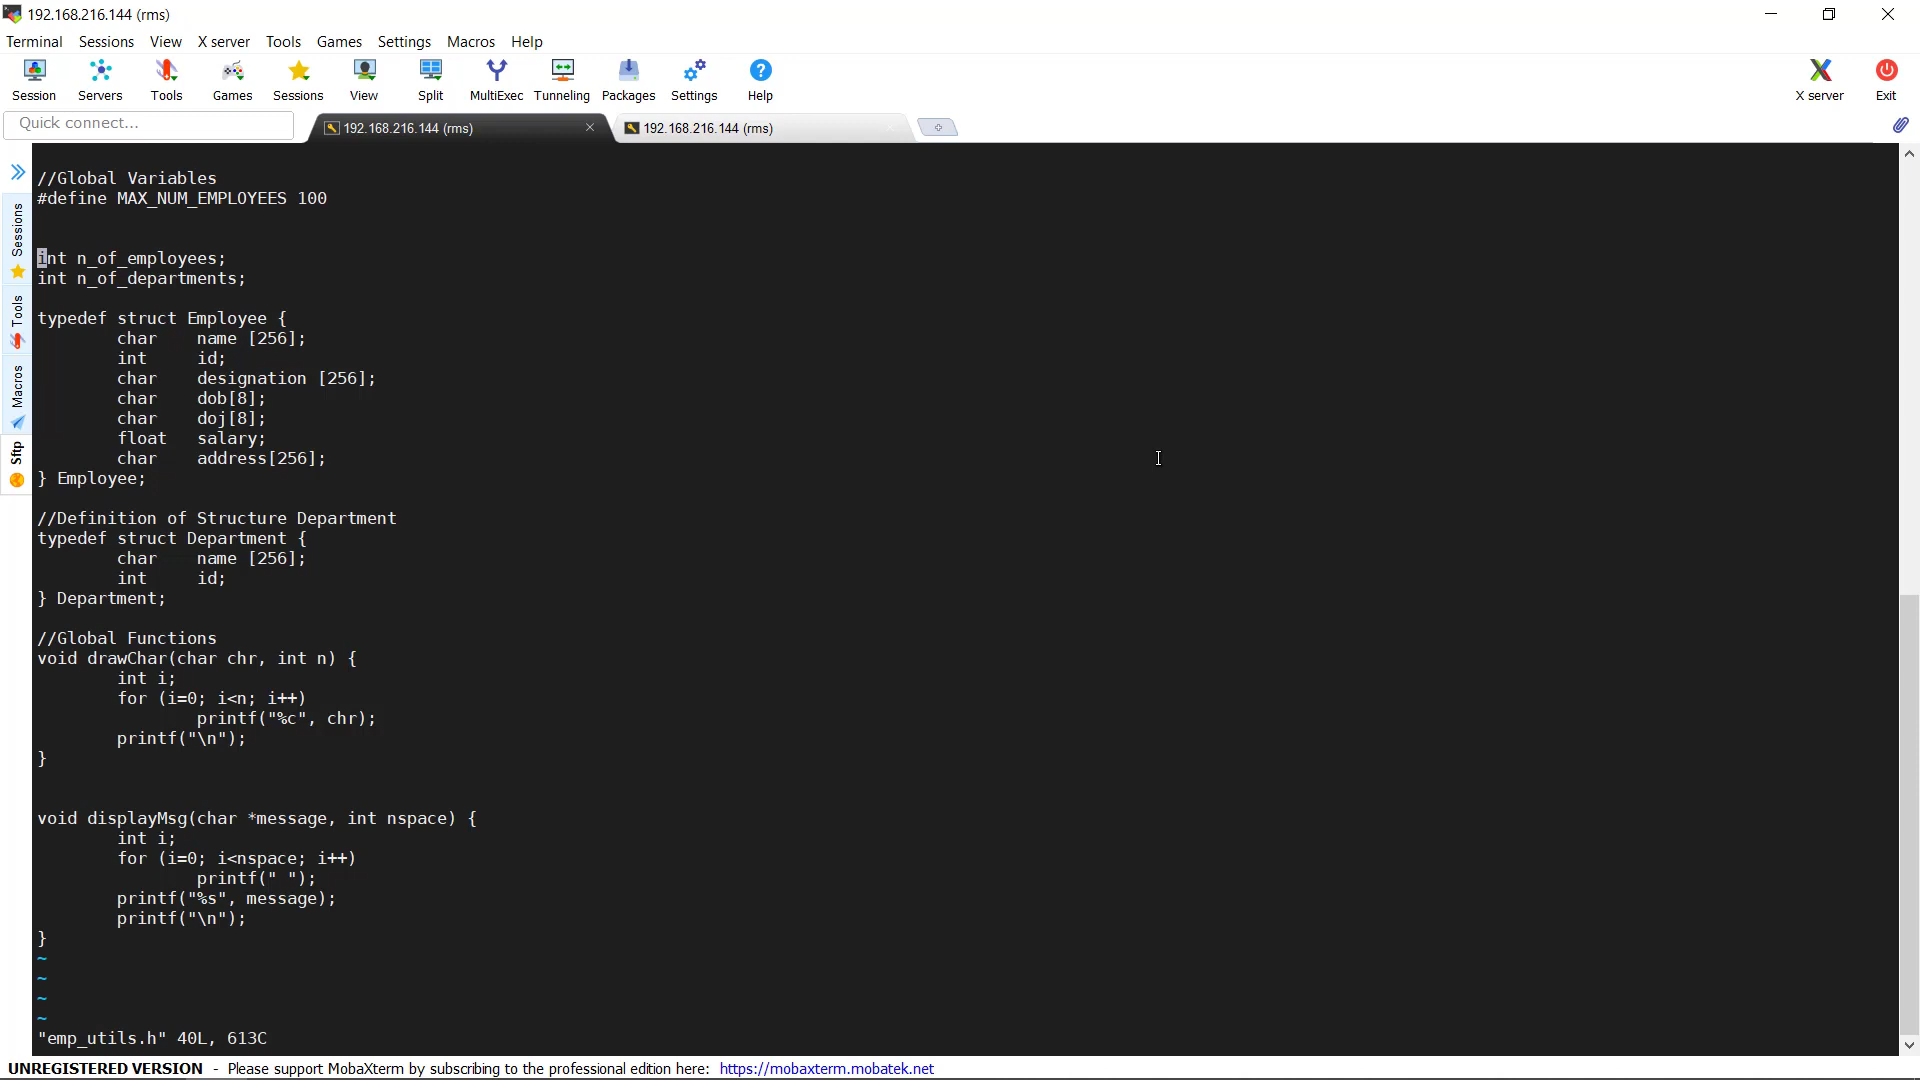 192.168.216.144 (rms)
Terminal Sessions View X server Tools Games Settings Macros Help
Session Servers Tools Games Sessions View Split MultiExec Tunneling Packages Settings Help X server Exit
Quick connect... 192.168.216.144 (rms) 192.168.216.144 (rms)
Sessions
Tools
Macros
Sftp
//Global Variables
#define MAX_NUM_EMPLOYEES 100
int n_of_employees;
int n_of_departments;
typedef struct Employee {
char name [256];
int id;
char designation [256];
char dob[8];
char doj[8];
float salary;
char address[256];
} Employee;
//Definition of Structure Department
typedef struct Department {
char name [256];
int id;
} Department;
//Global Functions
void drawChar(char chr, int n) {
int i;
for (i=0; i<n; i++)
printf("%c", chr);
printf("\n");
}
void displayMsg(char *message, int nspace) {
int i;
for (i=0; i<nspace; i++)
printf(" ");
printf("%s", message);
printf("\n");
}
~
~
~
~
"emp_utils.h" 40L, 613C
UNREGISTERED VERSION - Please support MobaXterm by subscribing to the professional edition here: https://mobaxterm.mobatek.net